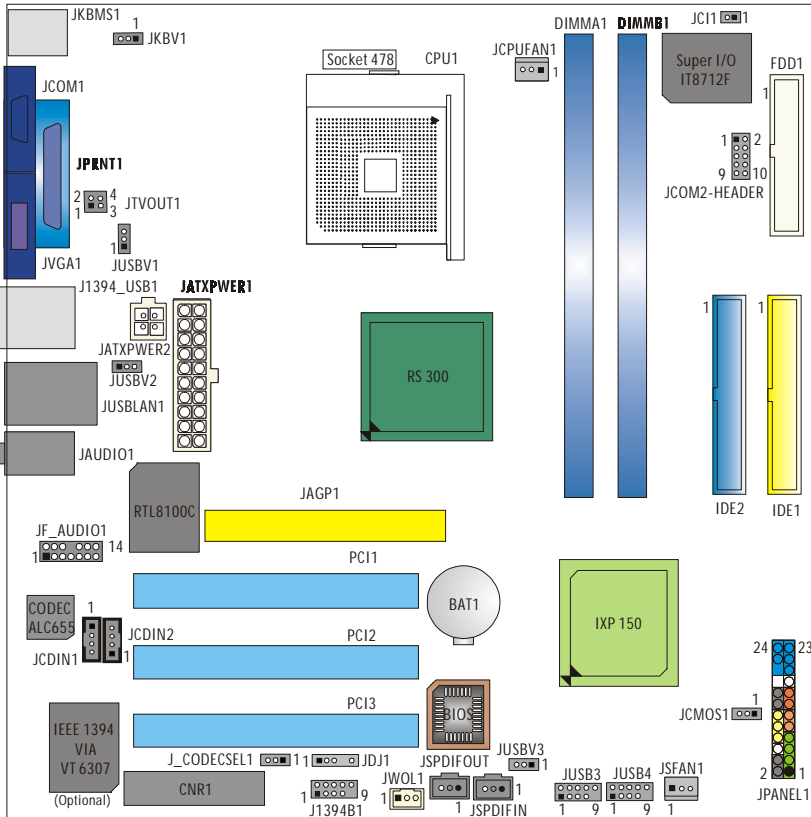 JKBMS1
1
JKBV1
Socket 478
CPU1
JCPUFAN1
1
DIMMA1
DIMMB1
JCI1
1
Super I/O
IT8712F
FDD1
1
JCOM1
1
2
9
10
JCOM2-HEADER
JPRNT1
2
4
1
3
JTVOUT1
1
JUSBV1
JVGA1
J1394_USB1
JATXPWER1
JATXPWER2
JUSBV2
1
JUSBLAN1
RS 300
1
1
IDE2
IDE1
JAUDIO1
RTL8100C
JAGP1
JF_AUDIO1
14
1
PCI1
CODEC
ALC655
1
JCDIN2
JCDIN1
1
BAT1
IXP 150
PCI2
24
23
PCI3
BIOS
JCMOS1
1
IEEE 1394
VIA
VT 6307
(Optional)
J_CODECSEL1
1
1
JDJ1
JSPDIFOUT
JUSBV3
1
CNR1
1
9
J1394B1
JWOL1
1
1
1
JSPDIFIN
JUSB3
1
9
JUSB4
1
9
JSFAN1
1
2
1
JPANEL1